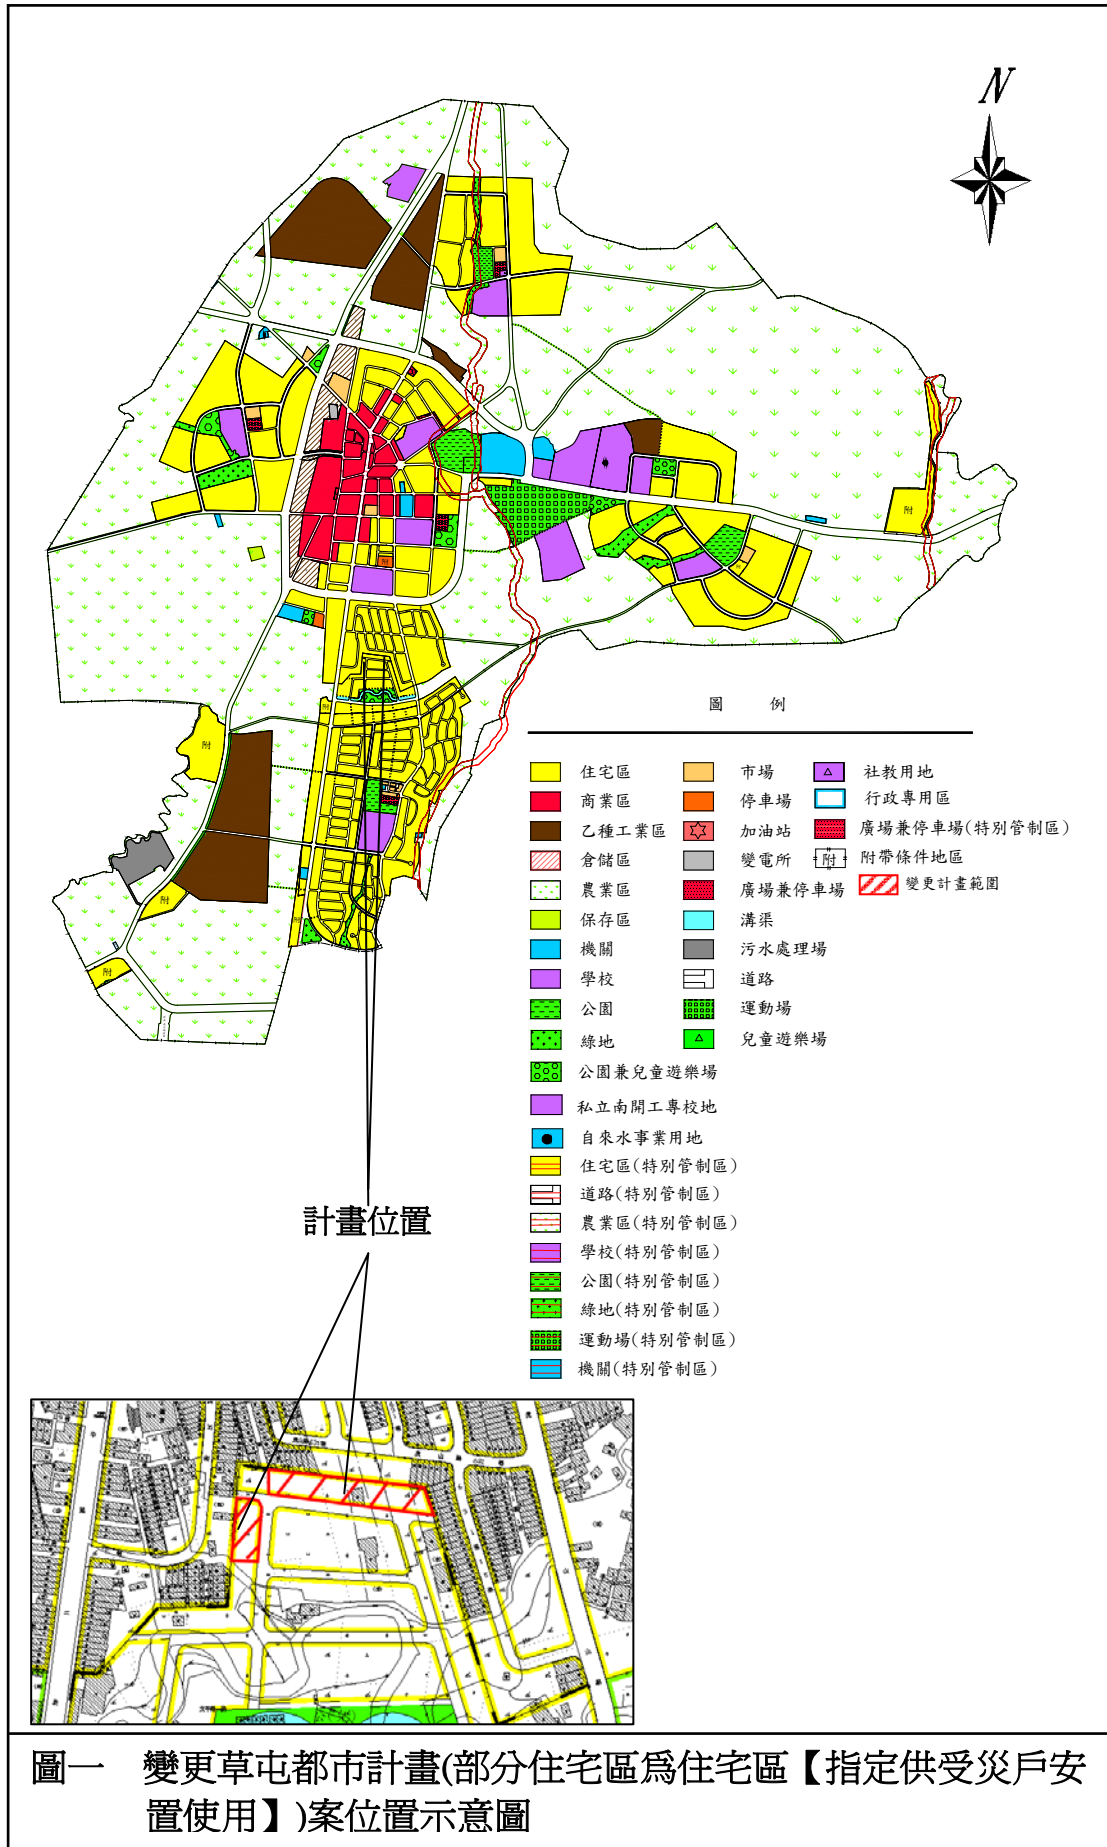 N
圖 例
住宅區
商業區
乙種工業區
倉儲區
農業區
保存區
機關
學校
公園
綠地
公園兼兒童遊樂場
私立南開工專校地
自來水事業用地
住宅區(特別管制區)
道路(特別管制區)
農業區(特別管制區)
學校(特別管制區)
公園(特別管制區)
綠地(特別管制區)
運動場(特別管制區)
機關(特別管制區)
市場
停車場
加油站
變電所
廣場兼停車場
溝渠
污水處理場
道路
運動場
兒童遊樂場
社教用地
行政專用區
廣場兼停車場(特別管制區)
附 附帶條件地區
變更計畫範圍
附
附
附
附
附
附
附
計畫位置
圖一 變更草屯都市計畫(部分住宅區爲住宅區【指定供受災戶安
置使用】)案位置示意圖